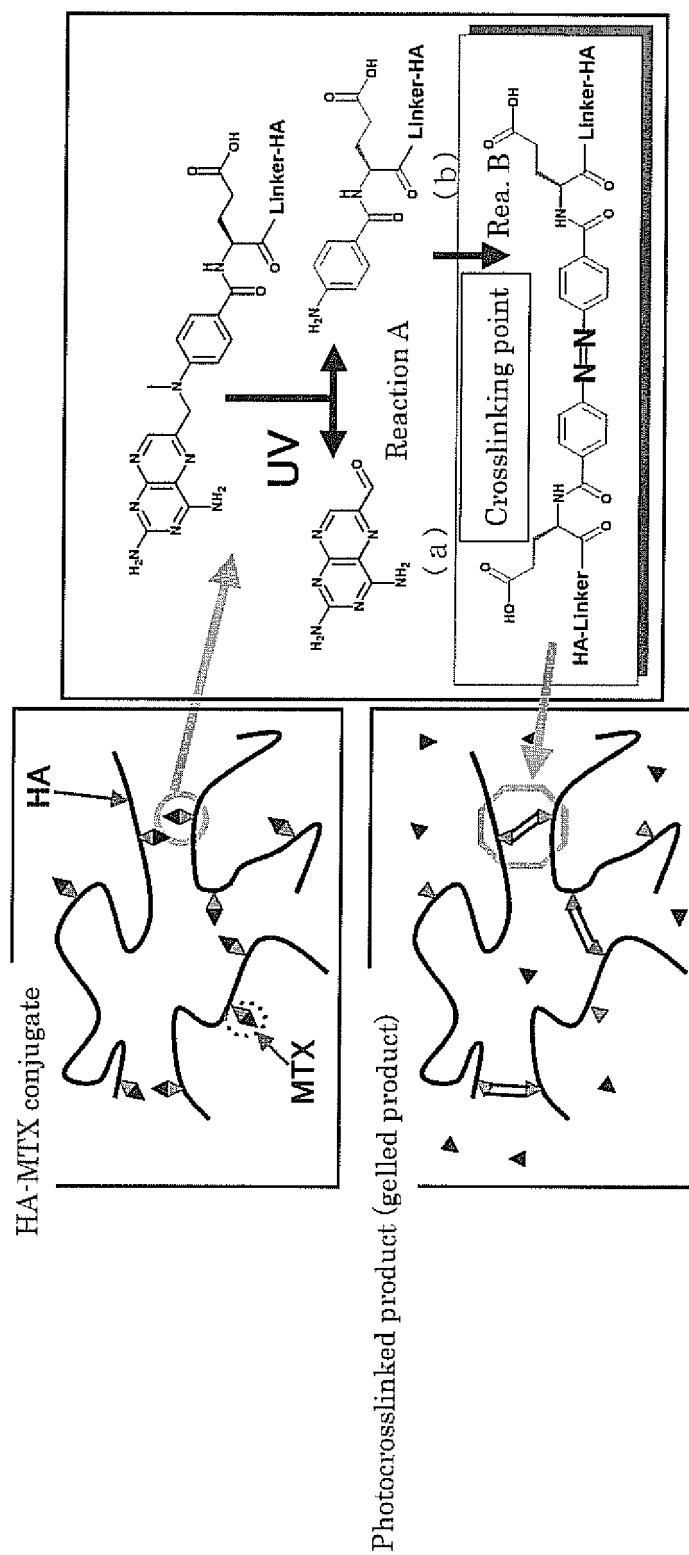 HA-MTX conjugate
HA
MTX
Photocrosslinked product (gelled product)
H₂N
N
N
N
N
NH₂
N
H
N
O
O
O
OH
Linker-HA
UV
Reaction A
H₂N
N
N
N
N
NH₂
O
(a)
H₂N
H
N
O
O
O
OH
Linker-HA
(b)
Rea. B
Crosslinking point
HO
O
O
HA-Linker
NH
O
N=N
O
HN
O
O
OH
Linker-HA